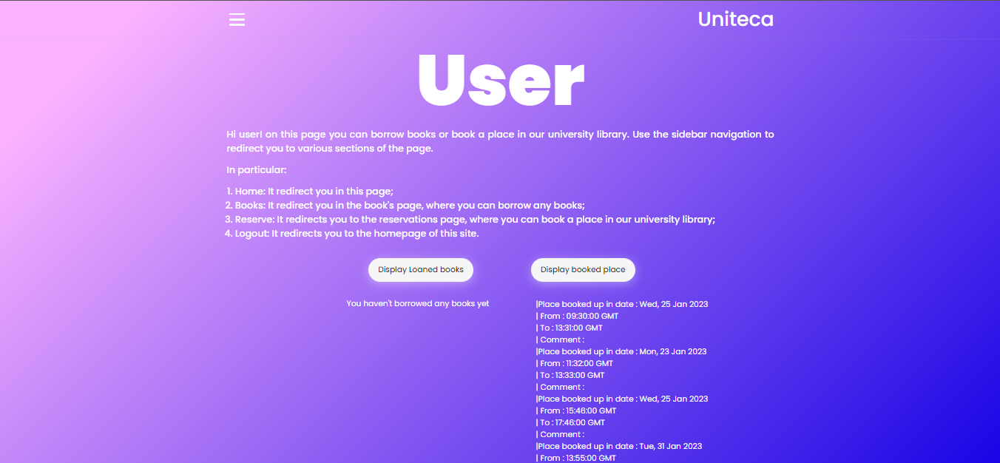 Uniteca
User
Hi user! on this page you can borrow books or book a place in our university library. Use the sidebar navigation to
redirect you to various sections of the page.
In particular:
1. Home: It redirect you in this page;
2. Books: It redirect you in the book's page, where you can borrow any books;
3. Reserve: It redirects you to the reservations page, where you can book a place in our university library;
4. Logout: It redirects you to the homepage of this site.
Display Loaned books
Display booked place
You haven't borrowed any books yet
|Place booked up in date : Wed, 25 Jan 2023
| From : 09:30:00 GMT
| To : 13:31:00 GMT
| Comment :
|Place booked up in date : Mon, 23 Jan 2023
| From : 11:32:00 GMT
| To : 13:33:00 GMT
| Comment :
|Place booked up in date : Wed, 25 Jan 2023
| From : 15:46:00 GMT
| To : 17:46:00 GMT
| Comment :
|Place booked up in date : Tue, 31 Jan 2023
| From : 13:55:00 GMT